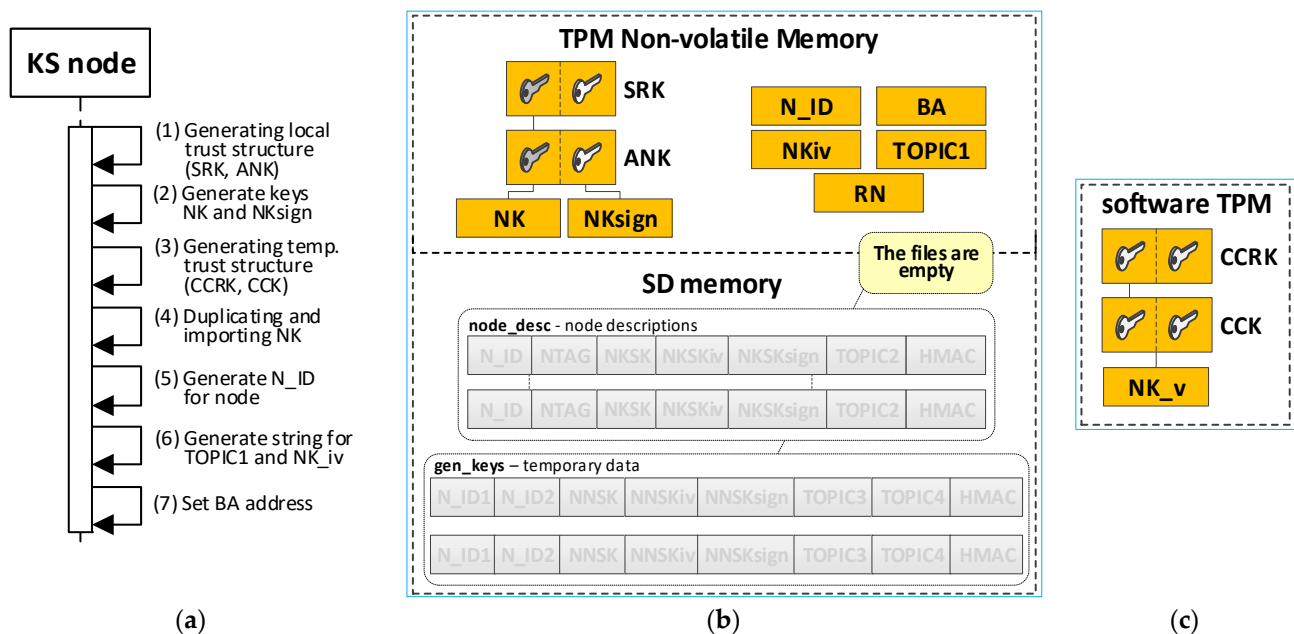 KS node
(1) Generating local
trust structure
(SRK, ANK)
(2) Generate keys
NK and NKsign
(3) Generating temp.
trust structure
(CCRK, CCK)
(4) Duplicating and
importing NK
(5) Generate N_ID
for node
(6) Generate string for
TOPIC1 and NK_iv
(7) Set BA address
(a)
TPM Non-volatile Memory
SRK
ANK
NK NKsign
N_ID BA
NKiv TOPIC1
RN
The files are
empty
SD memory
node_desc - node descriptions
N_ID NTAG NKSK NKSKiv NKSKsign TOPIC2 HMAC
N_ID NTAG NKSK NKSKiv NKSKsign TOPIC2 HMAC
gen_keys – temporary data
N_ID1 N_ID2 NNSK NNSKiv NNSKsign TOPIC3 TOPIC4 HMAC
N_ID1 N_ID2 NNSK NNSKiv NNSKsign TOPIC3 TOPIC4 HMAC
(b)
software TPM
CCRK
CCK
NK_v
(c)